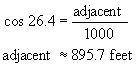 cos 26.4 = adjacent / 1000
adjacent ≈ 895.7 feet